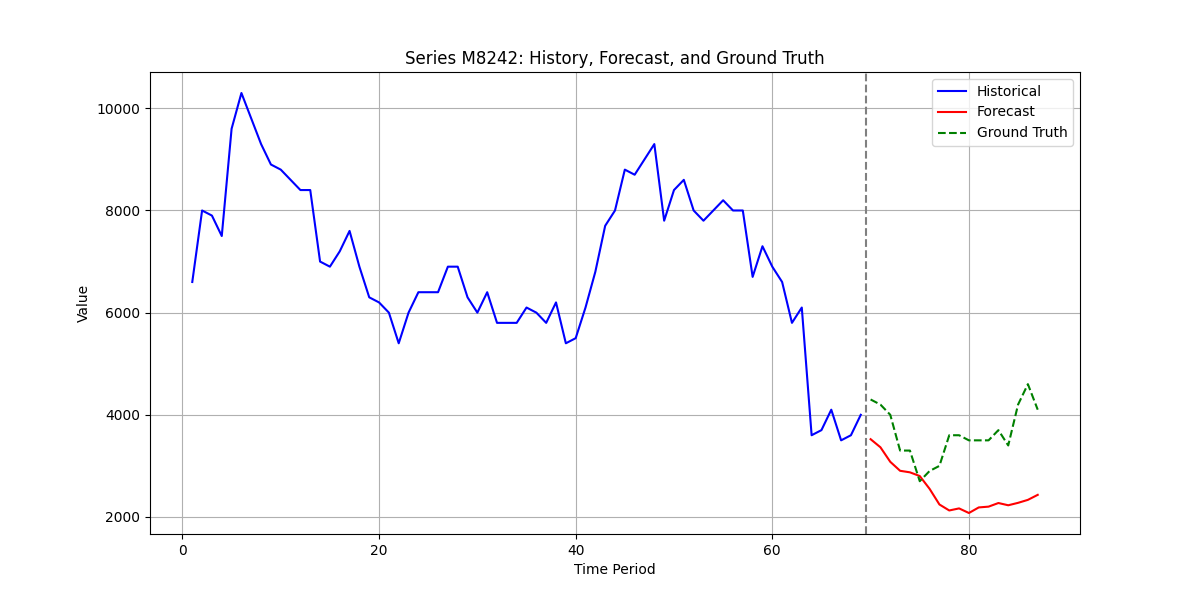 Series M8242: History, Forecast, and Ground Truth
Historical
Forecast
Ground Truth
10000
8000
6000
4000
2000
Value
0
20
40
60
80
Time Period